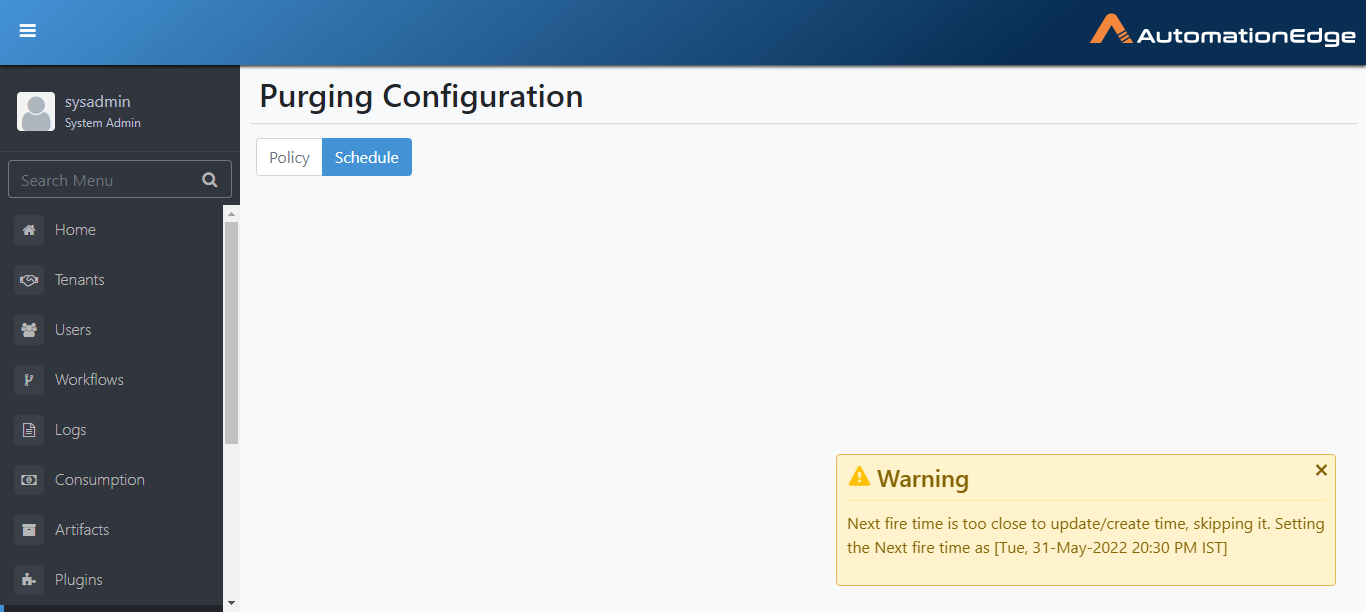 AutomationEdge
sysadmin
System Admin
Search Menu
Home
Tenants
Users
Workflows
Logs
Consumption
Artifacts
Plugins
Purging Configuration
Policy
Schedule
Warning
Next fire time is too close to update/create time, skipping it. Setting
the Next fire time as [Tue, 31-May-2022 20:30 PM IST]